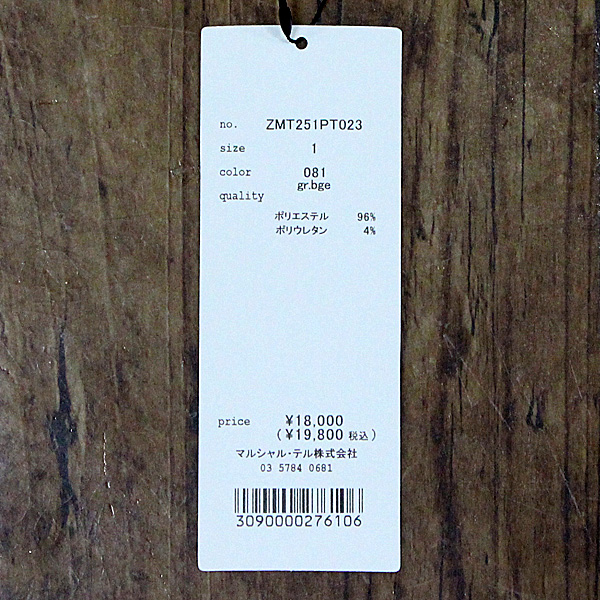 no. ZMT251PT023
size 1
color 081
gr.bge
quality
ポリエステル 96%
ポリウレタン 4%
price ¥18,000
(¥19,800 税込)
マルシャル・テル株式会社
03 5784 0681
3090000276106